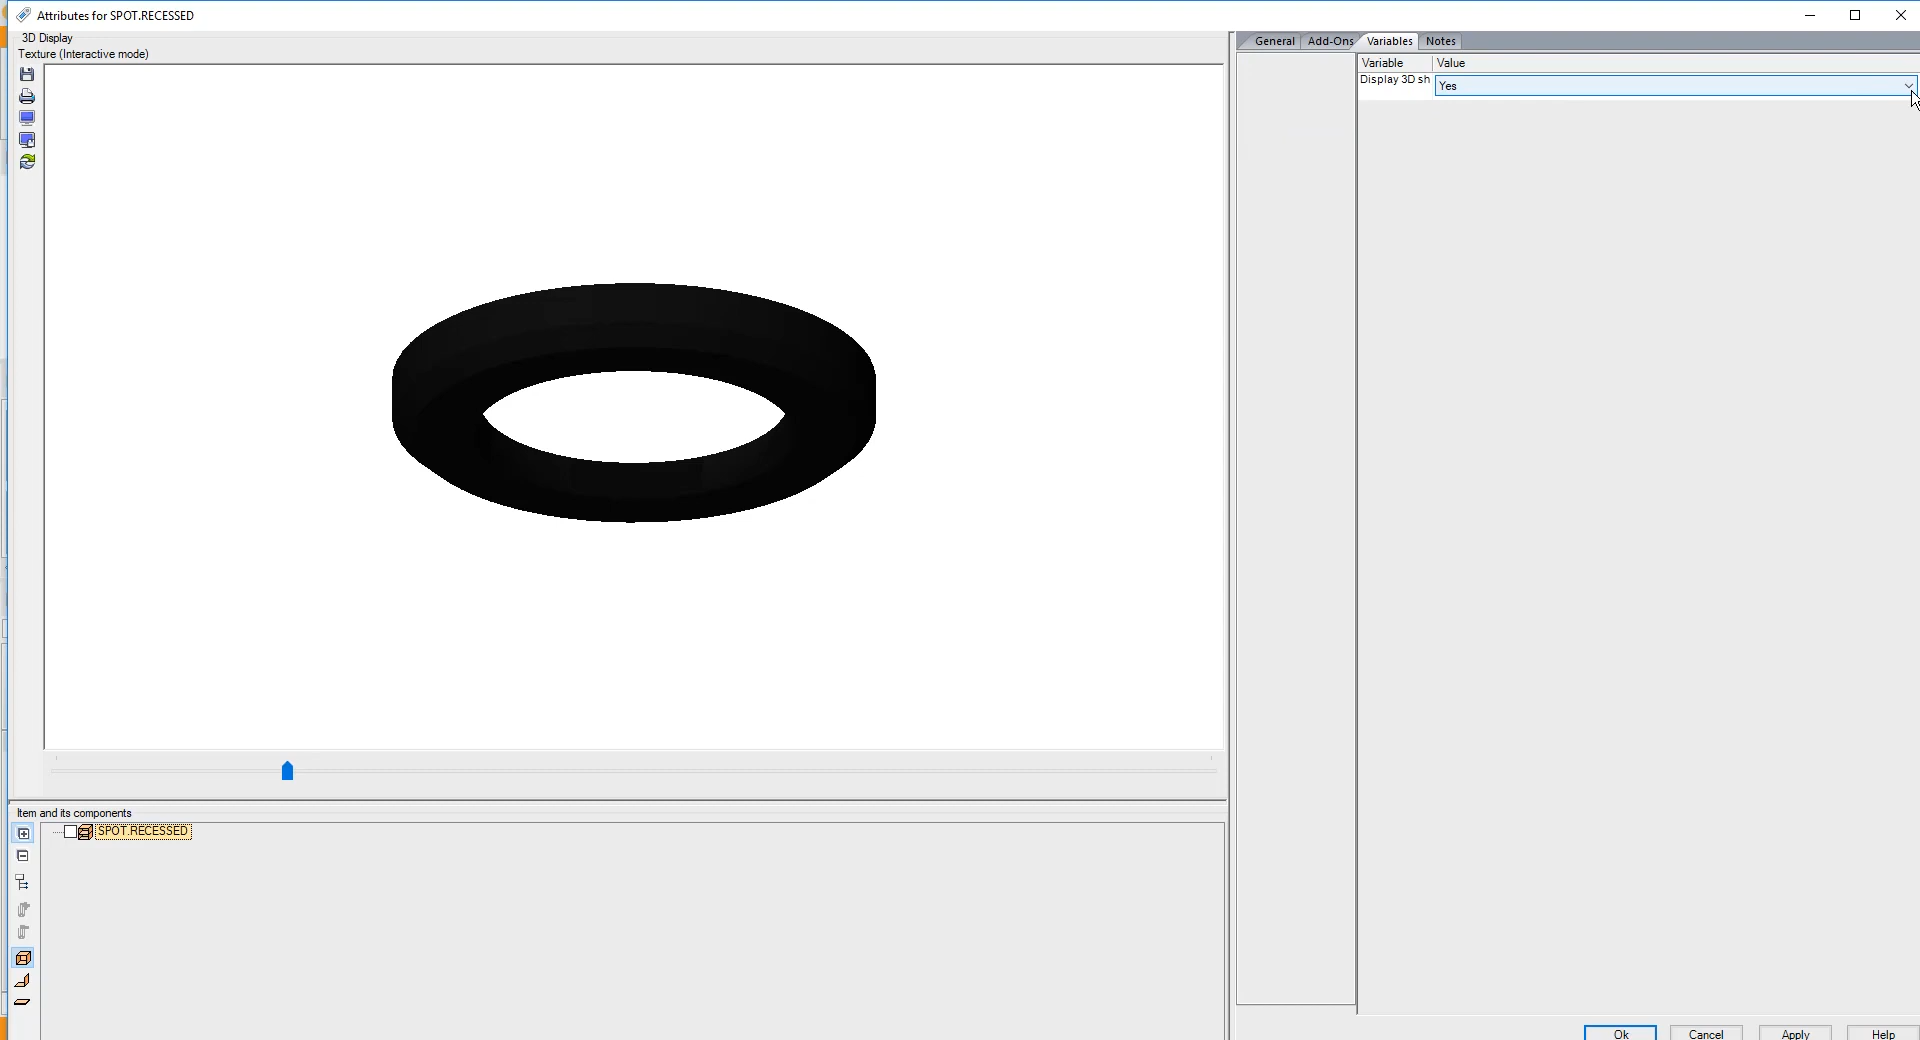 Attributes for SPOT.RECESSED
3D Display
Texture (Interactive mode)
General Add-Ons Variables Notes
Variable Value
Display 3D sh Yes
Item and its components
SPOT.RECESSED
Ok Cancel Apply Help